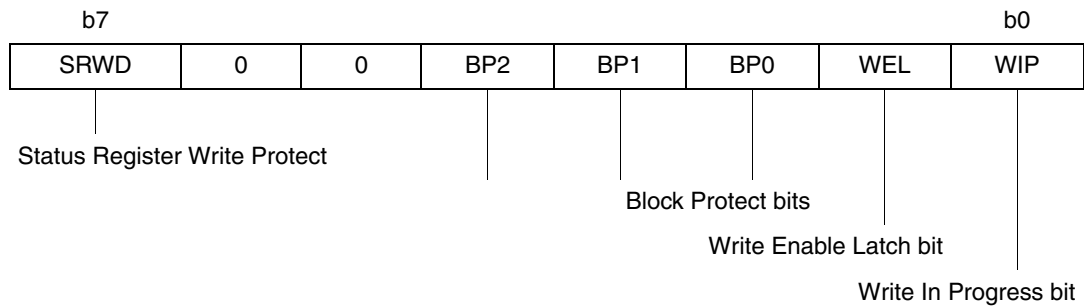 b7 b0
SRWD 0 0 BP2 BP1 BP0 WEL WIP
Status Register Write Protect
Block Protect bits
Write Enable Latch bit
Write In Progress bit